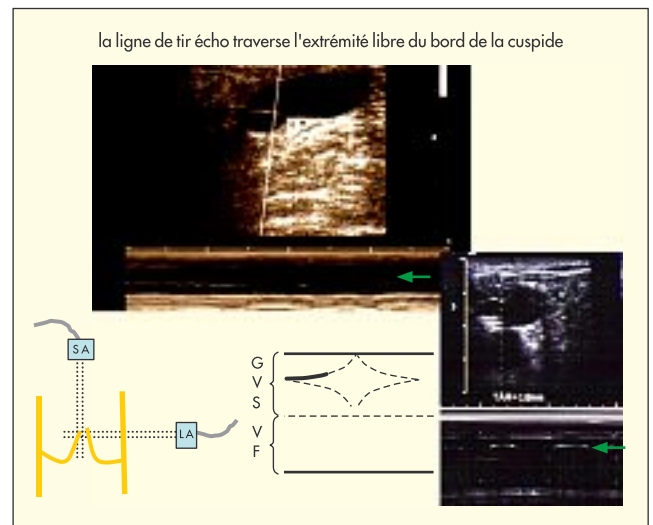 la ligne de tir écho traverse l'extrémité libre du bord de la cuspide
SA
LA
G
V
S
V
F